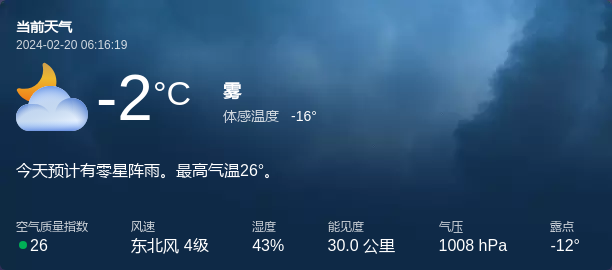 当前天气
2024-02-20 06:16:19
-2°C
雾
体感温度 -16°
今天预计有零星阵雨。最高气温26°。
空气质量指数 风速 湿度 能见度 气压 露点
26 东北风 4级 43% 30.0 公里 1008 hPa -12°